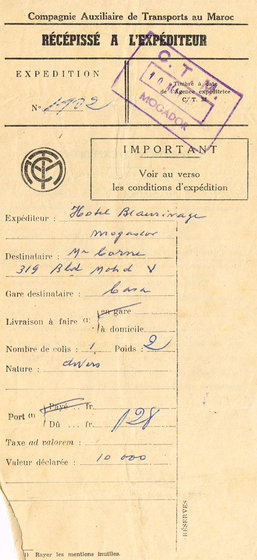 Compagnie Auxiliaire de Transports au Maroc
RÉCÉPISSÉ A L'EXPÉDITEUR
EXPEDITION
N°
C. T. M.
MOGADOR
Timbre à date
de l'Agence expéditrice
C/ T. M
IMPORTANT
Voir au verso
les conditions d'expédition
Expéditeur : Hotel Beaurivage
Mogador
Destinataire : Mr Corne
319 Bld Mohd V
Gare destinataire : Casa
Livraison à faire (1) en gare
à domicile
Nombre de colis : 1 Poids : 2
Nature : divers
Port (1) Payé .. fr.
Dû .. fr. 128
Taxe ad valorem :
Valeur déclarée : 10 000
RÉSERVES
1) Rayer les mentions inutiles.